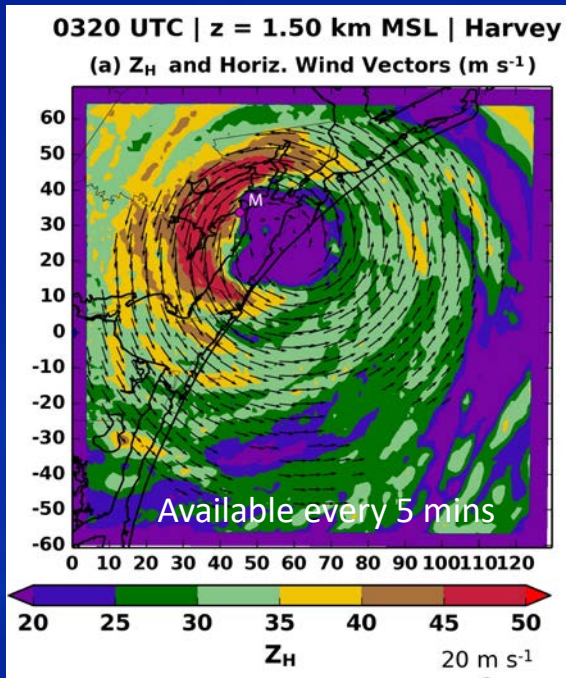 0320 UTC | z = 1.50 km MSL | Harvey
(a) Z_H and Horiz. Wind Vectors (m s⁻¹)
60
50
40
30
20
10
0
-10
-20
-30
-40
-50
-60
M
Available every 5 mins
0 10 20 30 40 50 60 70 80 90 100 110 120
20 25 30 35 40 45 50
Z_H
20 m s⁻¹